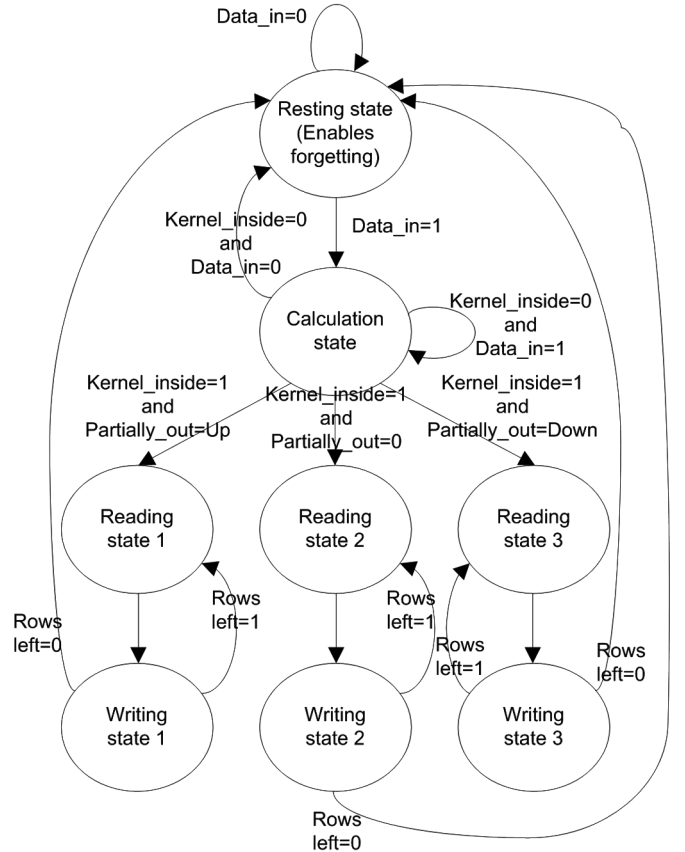 Data_in=0
Resting state
(Enables
forgetting)
Kernel_inside=0
and
Data_in=0
Data_in=1
Calculation
state
Kernel_inside=0
and
Data_in=1
Kernel_inside=1
and
Partially_out=Up
Kernel_inside=1
and
Partially_out=0
Kernel_inside=1
and
Partially_out=Down
Reading
state 1
Reading
state 2
Reading
state 3
Rows
left=0
Rows
left=1
Rows
left=1
Rows
left=1
Rows
left=0
Writing
state 1
Writing
state 2
Writing
state 3
Rows
left=0